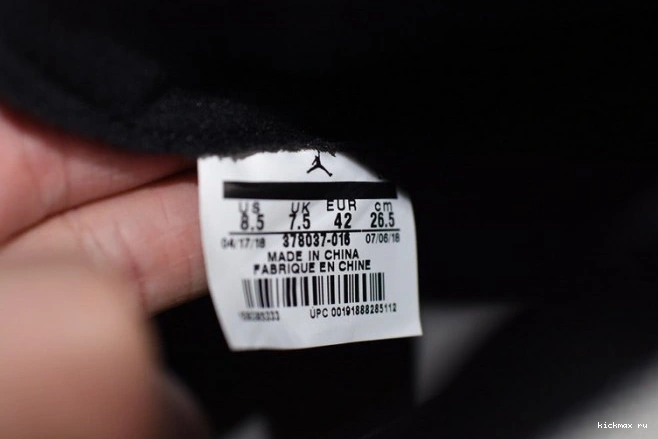 US UK EUR cm
8.5 7.5 42 26.5
04/17/18 378037-016 07/06/18
MADE IN CHINA
FABRIQUE EN CHINE
UPC 00191888285112
kickmax ru